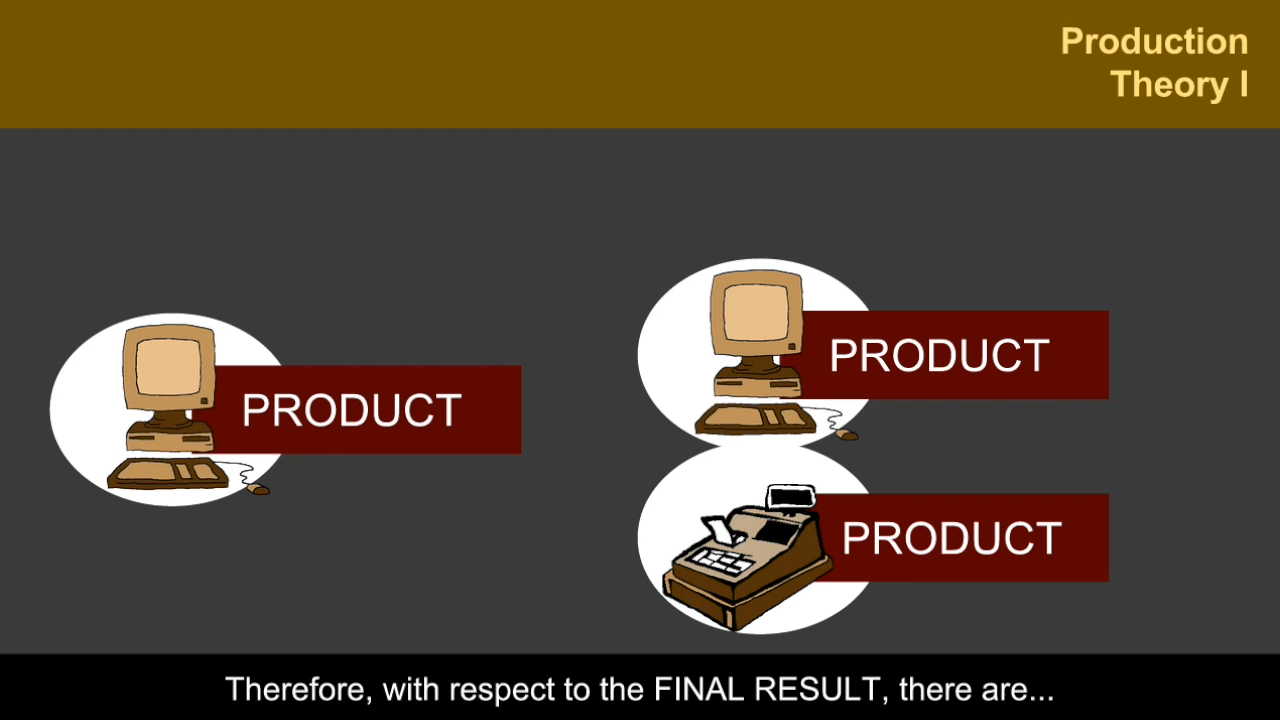 Production
Theory I
PRODUCT
PRODUCT
PRODUCT
Therefore, with respect to the FINAL RESULT, there are...